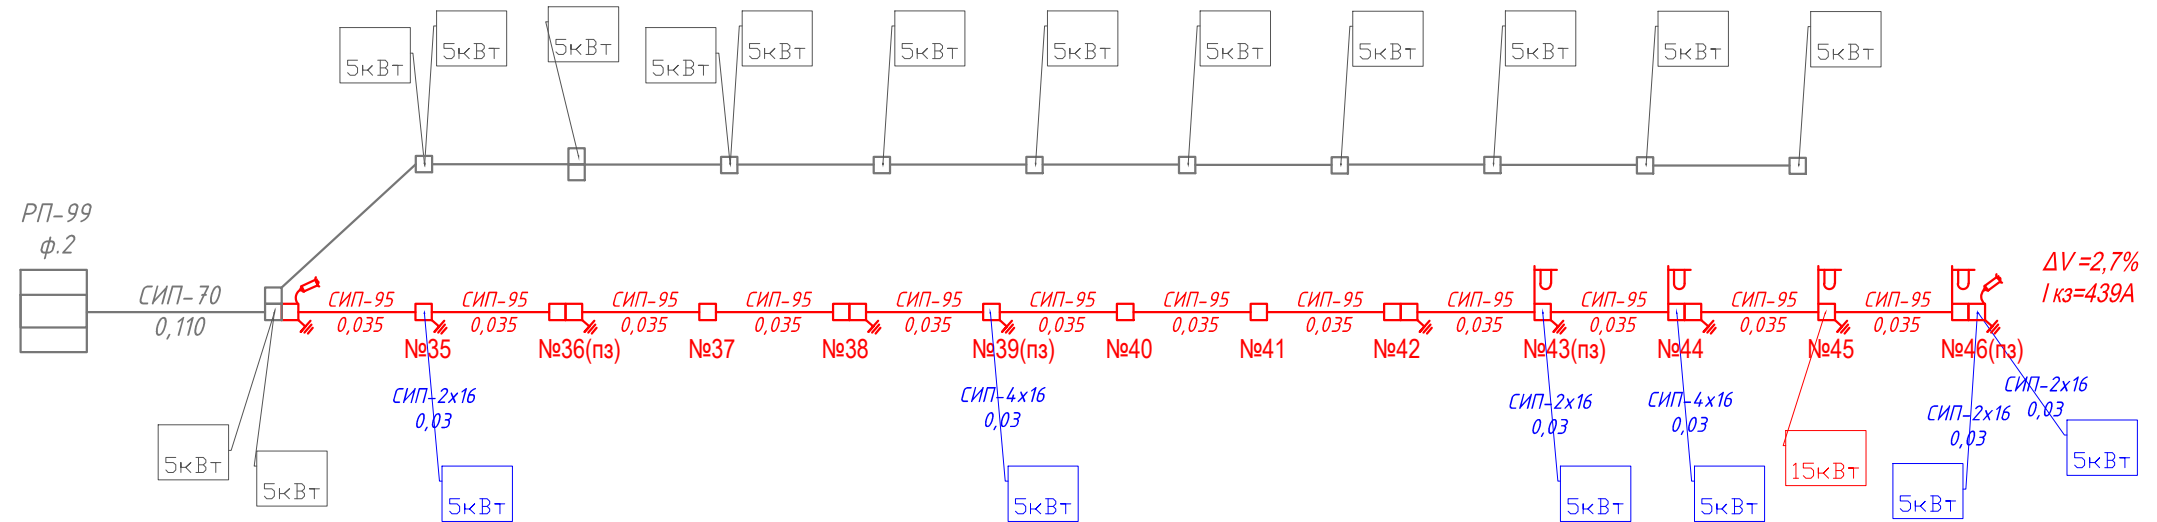 5кВт
5кВт
5кВт
5кВт
5кВт
5кВт
5кВт
5кВт
5кВт
5кВт
5кВт
5кВт
РП-99
ф.2
СИП-70
0,110
СИП-95
0,035
СИП-95
0,035
СИП-95
0,035
СИП-95
0,035
СИП-95
0,035
СИП-95
0,035
СИП-95
0,035
СИП-95
0,035
СИП-95
0,035
СИП-95
0,035
СИП-95
0,035
СИП-95
0,035
ΔV=2,7%
I кз=439А
№35
№36(пз)
№37
№38
№39(пз)
№40
№41
№42
№43(пз)
№44
№45
№46(пз)
СИП-2х16
0,03
СИП-4х16
0,03
СИП-2х16
0,03
СИП-4х16
0,03
СИП-2х16
0,03
СИП-2х16
0,03
5кВт
5кВт
5кВт
5кВт
5кВт
5кВт
15кВт
5кВт
5кВт